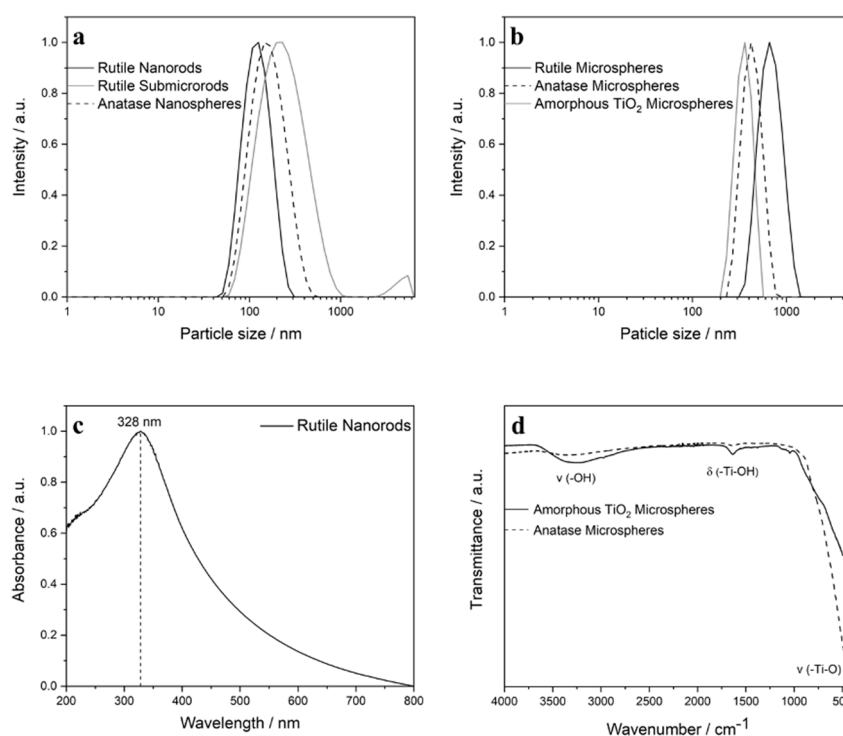 a
Rutile Nanorods
Rutile Submicrorods
Anatase Nanospheres
Intensity / a.u.
1.0
0.8
0.6
0.4
0.2
0.0
1 10 100 1000
Particle size / nm
b
Rutile Microspheres
Anatase Microspheres
Amorphous TiO₂ Microspheres
Intensity / a.u.
1.0
0.8
0.6
0.4
0.2
0.0
1 10 100 1000
Paticle size / nm
c
328 nm
Rutile Nanorods
Absorbance / a.u.
1.0
0.8
0.6
0.4
0.2
0.0
200 300 400 500 600 700 800
Wavelength / nm
d
ν (-OH)
δ (-Ti-OH)
Amorphous TiO₂ Microspheres
Anatase Microspheres
ν (-Ti-O)
Transmittance / a.u.
4000 3500 3000 2500 2000 1500 1000 500
Wavenumber / cm⁻¹